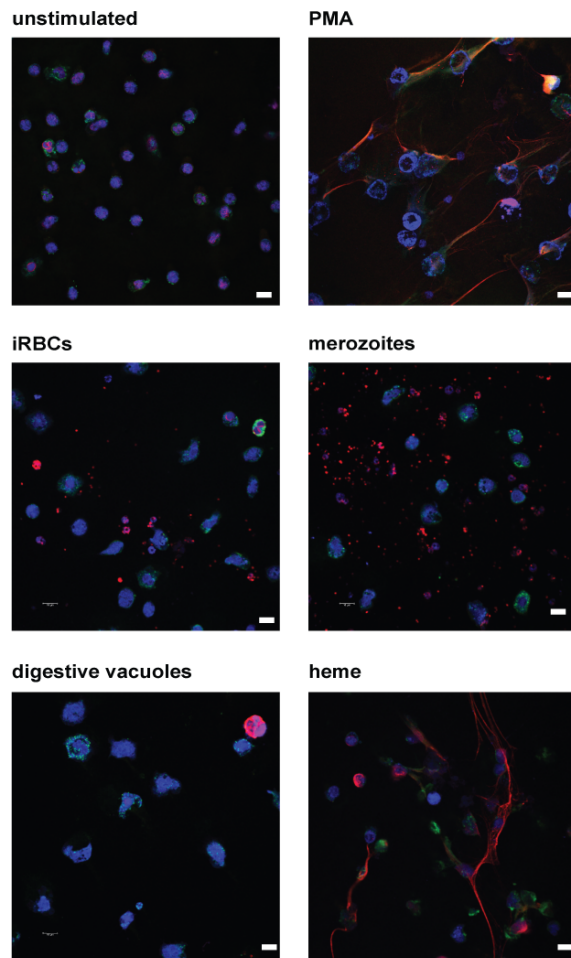 unstimulated
PMA
iRBCs
merozoites
digestive vacuoles
heme